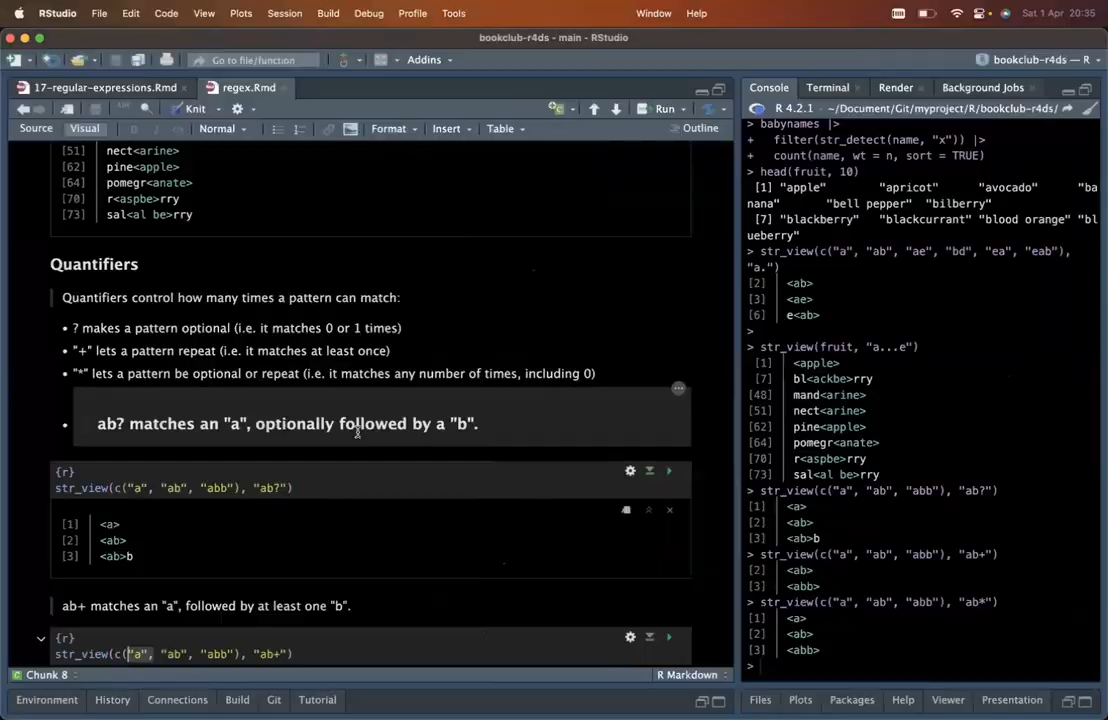 RStudio File Edit Code View Plots Session Build Debug Profile Tools Window Help Sat 1 Apr 20:35
bookclub-r4ds - main - RStudio
Go to file/function Addins bookclub-r4ds — R
17-regular-expressions.Rmd regex.Rmd
Knit Run
Source Visual B I Normal Format Insert Table Outline
[51] nect<arine>
[62] pine<apple>
[64] pomegr<anate>
[70] r<aspbe>rry
[73] sal<al be>rry
Quantifiers
Quantifiers control how many times a pattern can match:
• ? makes a pattern optional (i.e. it matches 0 or 1 times)
• "+" lets a pattern repeat (i.e. it matches at least once)
• "*" lets a pattern be optional or repeat (i.e. it matches any number of times, including 0)
• ab? matches an "a", optionally followed by a "b".
{r}
str_view(c("a", "ab", "abb"), "ab?")
[1] <a>
[2] <ab>
[3] <ab>b
ab+ matches an "a", followed by at least one "b".
{r}
str_view(c("a", "ab", "abb"), "ab+")
Chunk 8 R Markdown
Environment History Connections Build Git Tutorial
Console Terminal Render Background Jobs
R 4.2.1 · ~/Document/Git/myproject/R/bookclub-r4ds/
> babynames |>
+ filter(str_detect(name, "x")) |>
+ count(name, wt = n, sort = TRUE)
> head(fruit, 10)
[1] "apple" "apricot" "avocado" "ba
nana" "bell pepper" "bilberry"
[7] "blackberry" "blackcurrant" "blood orange" "bl
ueberry"
> str_view(c("a", "ab", "ae", "bd", "ea", "eab"),
"a.")
[2] <ab>
[3] <ae>
[6] e<ab>
>
> str_view(fruit, "a...e")
[1] <apple>
[7] bl<ackbe>rry
[48] mand<arine>
[51] nect<arine>
[62] pine<apple>
[64] pomegr<anate>
[70] r<aspbe>rry
[73] sal<al be>rry
> str_view(c("a", "ab", "abb"), "ab?")
[1] <a>
[2] <ab>
[3] <ab>b
> str_view(c("a", "ab", "abb"), "ab+")
[2] <ab>
[3] <abb>
> str_view(c("a", "ab", "abb"), "ab*")
[1] <a>
[2] <ab>
[3] <abb>
>
Files Plots Packages Help Viewer Presentation